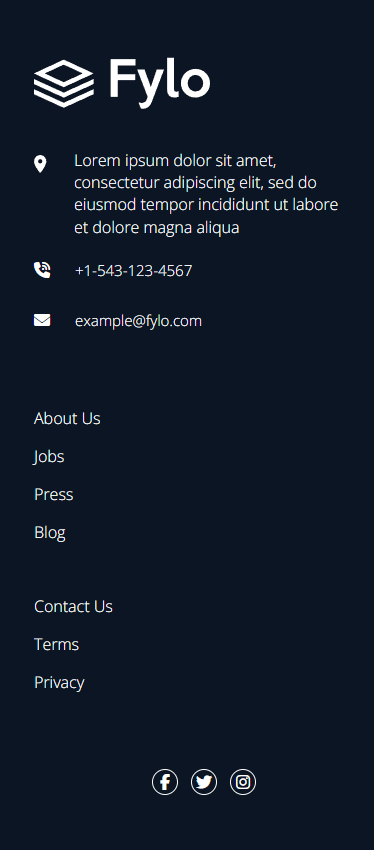 Fylo
Lorem ipsum dolor sit amet,
consectetur adipiscing elit, sed do
eiusmod tempor incididunt ut labore
et dolore magna aliqua
+1-543-123-4567
example@fylo.com
About Us
Jobs
Press
Blog
Contact Us
Terms
Privacy